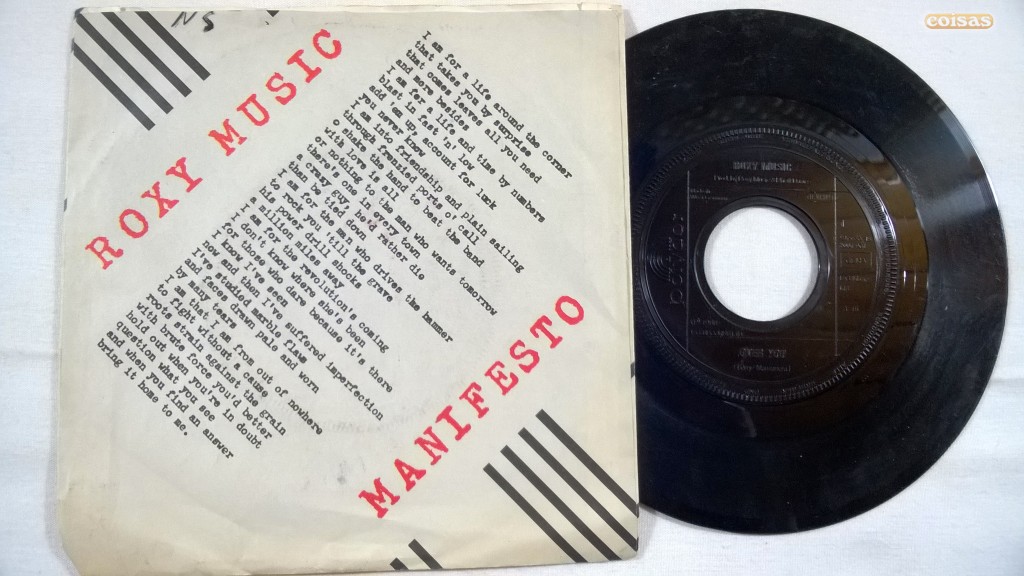 NS
ROXY MUSIC
I am for a life around the corner
that takes you by surprise
that comes leaves all you need
and more besides
I am for a life and time by numbers
blast in fast 'n' low
add 'em up, account for luck
you never know
I am into friendship and plain sailing
through frenzied ports o' call
O shake the hand to beat the band
with love is all
or nothing to the man who wants tomorrow
there's one in every town
a crazy guy, he'd rather die
than be tied down
I am for the man who drives the hammer
to rock you 'till the grave
his power drill shocks
a million miles away
I am for the revolution's coming
I don't know where she's been
for those who dare because it's there
I know I've seen
now and then I've suffered imperfection
I've studied marble flaw
and faces drawn pale and worn
by many tears
I am that I am from out of nowhere
to fight without a cause
roots strain against the grain
with brute force you'd better
hold out when you're in doubt
question what you see
and when you find an answer
bring it home to me.
MANIFESTO
coisas
ROXY MUSIC
polydor